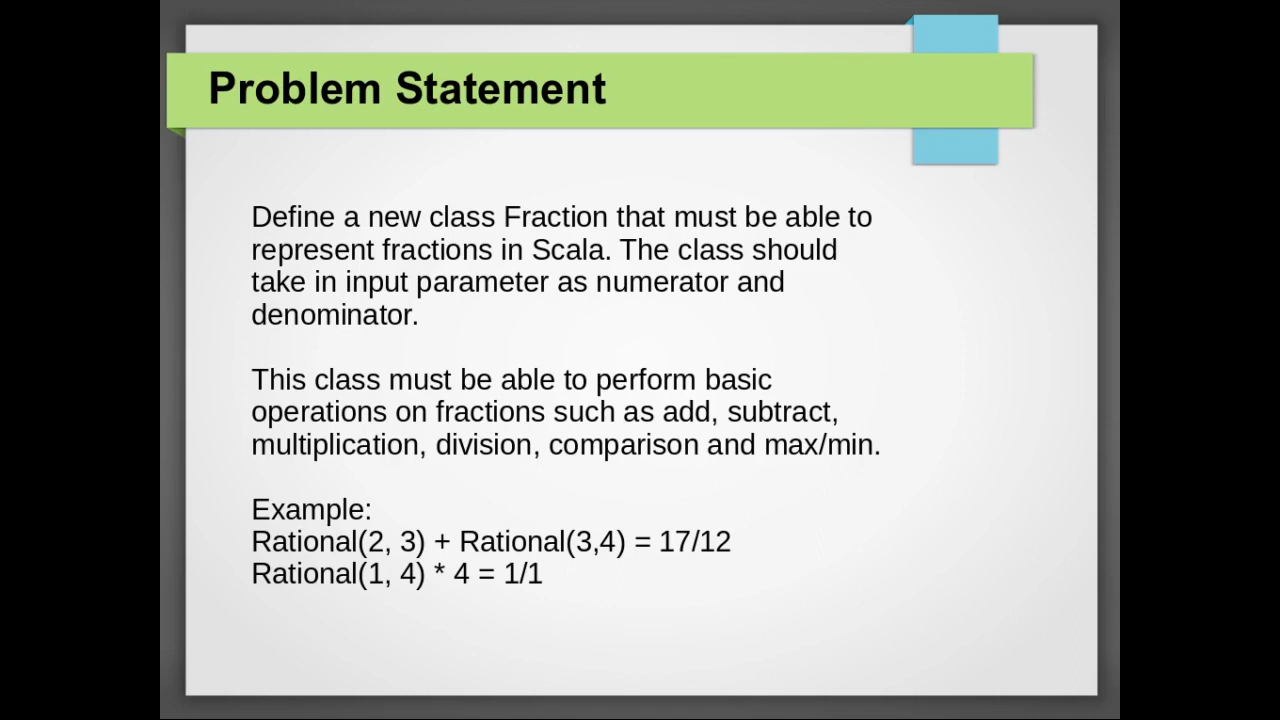 Problem Statement
Define a new class Fraction that must be able to
represent fractions in Scala. The class should
take in input parameter as numerator and
denominator.
This class must be able to perform basic
operations on fractions such as add, subtract,
multiplication, division, comparison and max/min.
Example:
Rational(2, 3) + Rational(3,4) = 17/12
Rational(1, 4) * 4 = 1/1